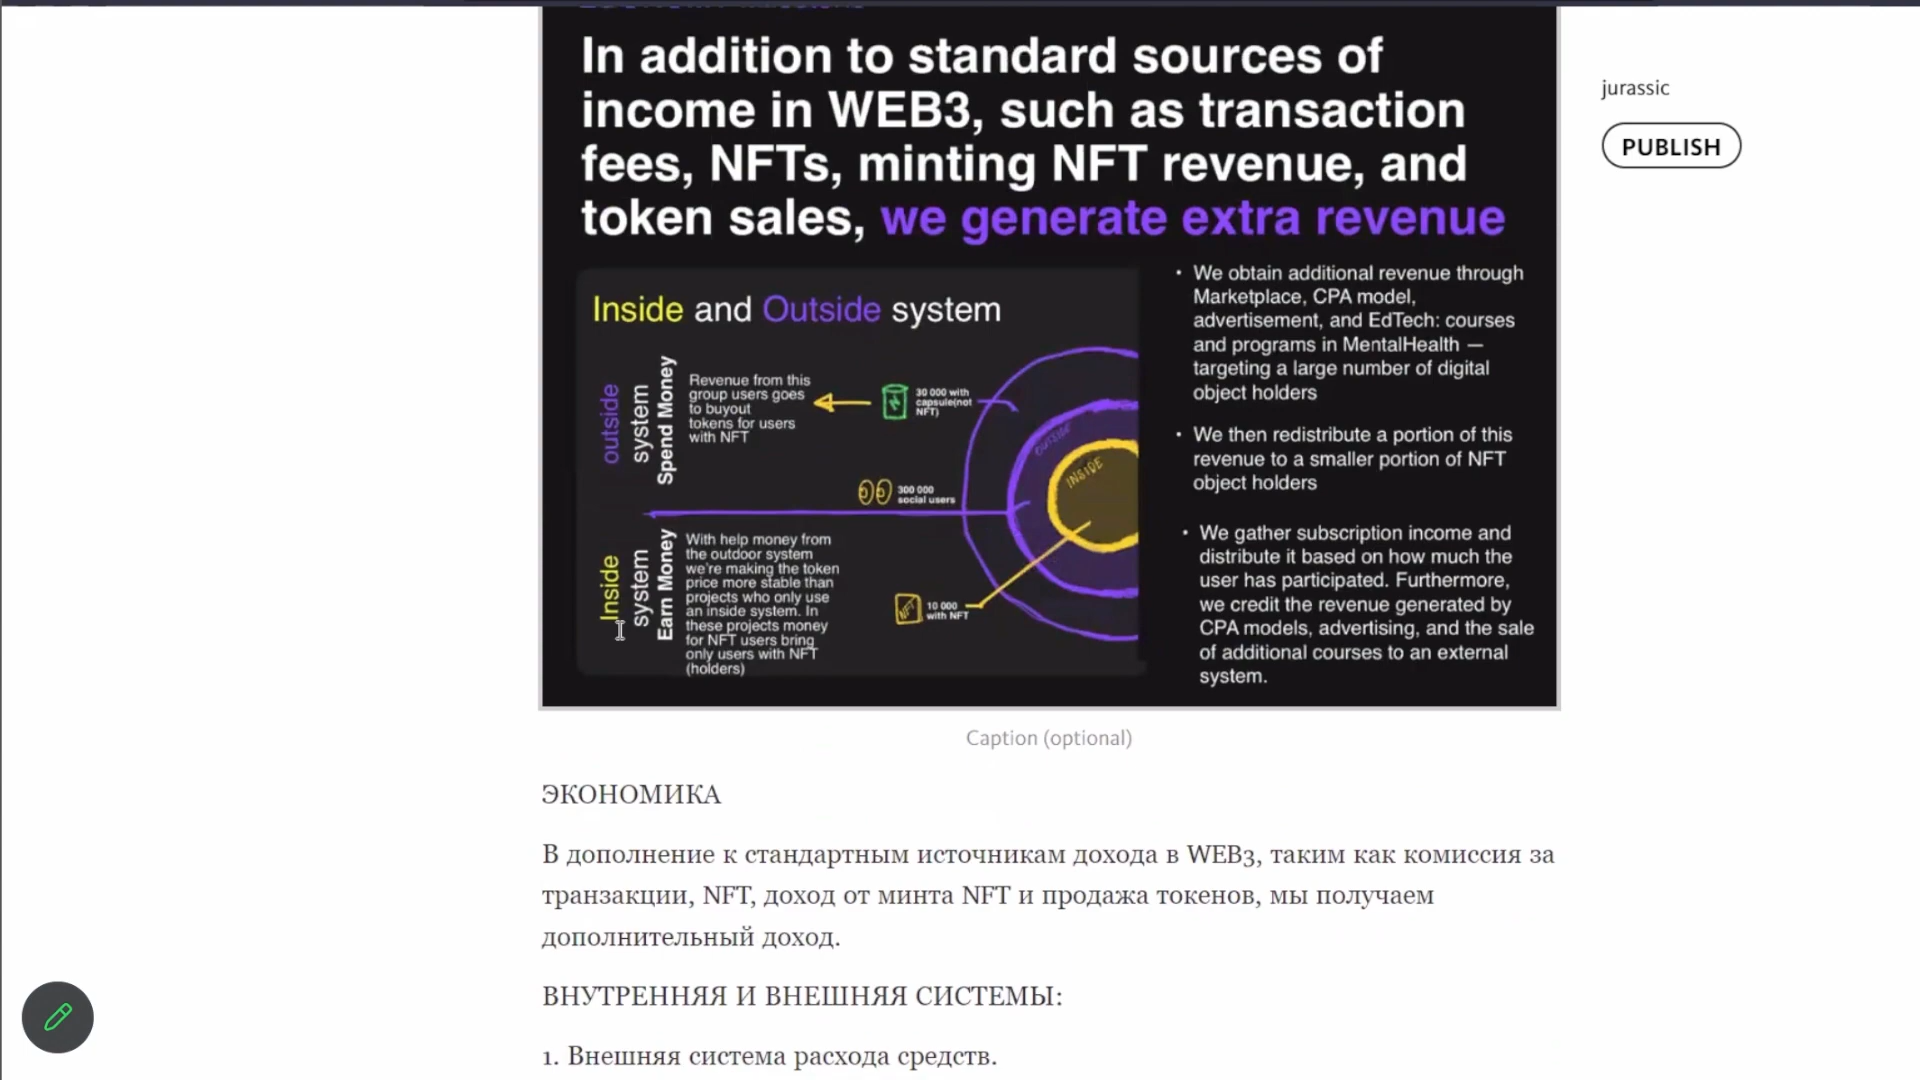 In addition to standard sources of
income in WEB3, such as transaction
fees, NFTs, minting NFT revenue, and
token sales, we generate extra revenue
Inside and Outside system
outside
system
Spend Money
Revenue from this
group users goes
to buyout
tokens for users
with NFT
30 000 with
capsule(not
NFT)
OUTSIDE
INSIDE
300 000
social users
Inside
system
Earn Money
With help money from
the outdoor system
we're making the token
price more stable than
projects who only use
an inside system. In
these projects money
for NFT users bring
only users with NFT
(holders)
NFT
10 000
with NFT
• We obtain additional revenue through
Marketplace, CPA model,
advertisement, and EdTech: courses
and programs in MentalHealth —
targeting a large number of digital
object holders
• We then redistribute a portion of this
revenue to a smaller portion of NFT
object holders
• We gather subscription income and
distribute it based on how much the
user has participated. Furthermore,
we credit the revenue generated by
CPA models, advertising, and the sale
of additional courses to an external
system.
jurassic
PUBLISH
Caption (optional)
ЭКОНОМИКА
В дополнение к стандартным источникам дохода в WEB3, таким как комиссия за
транзакции, NFT, доход от минта NFT и продажа токенов, мы получаем
дополнительный доход.
ВНУТРЕННЯЯ И ВНЕШНЯЯ СИСТЕМЫ:
1. Внешняя система расхода средств.